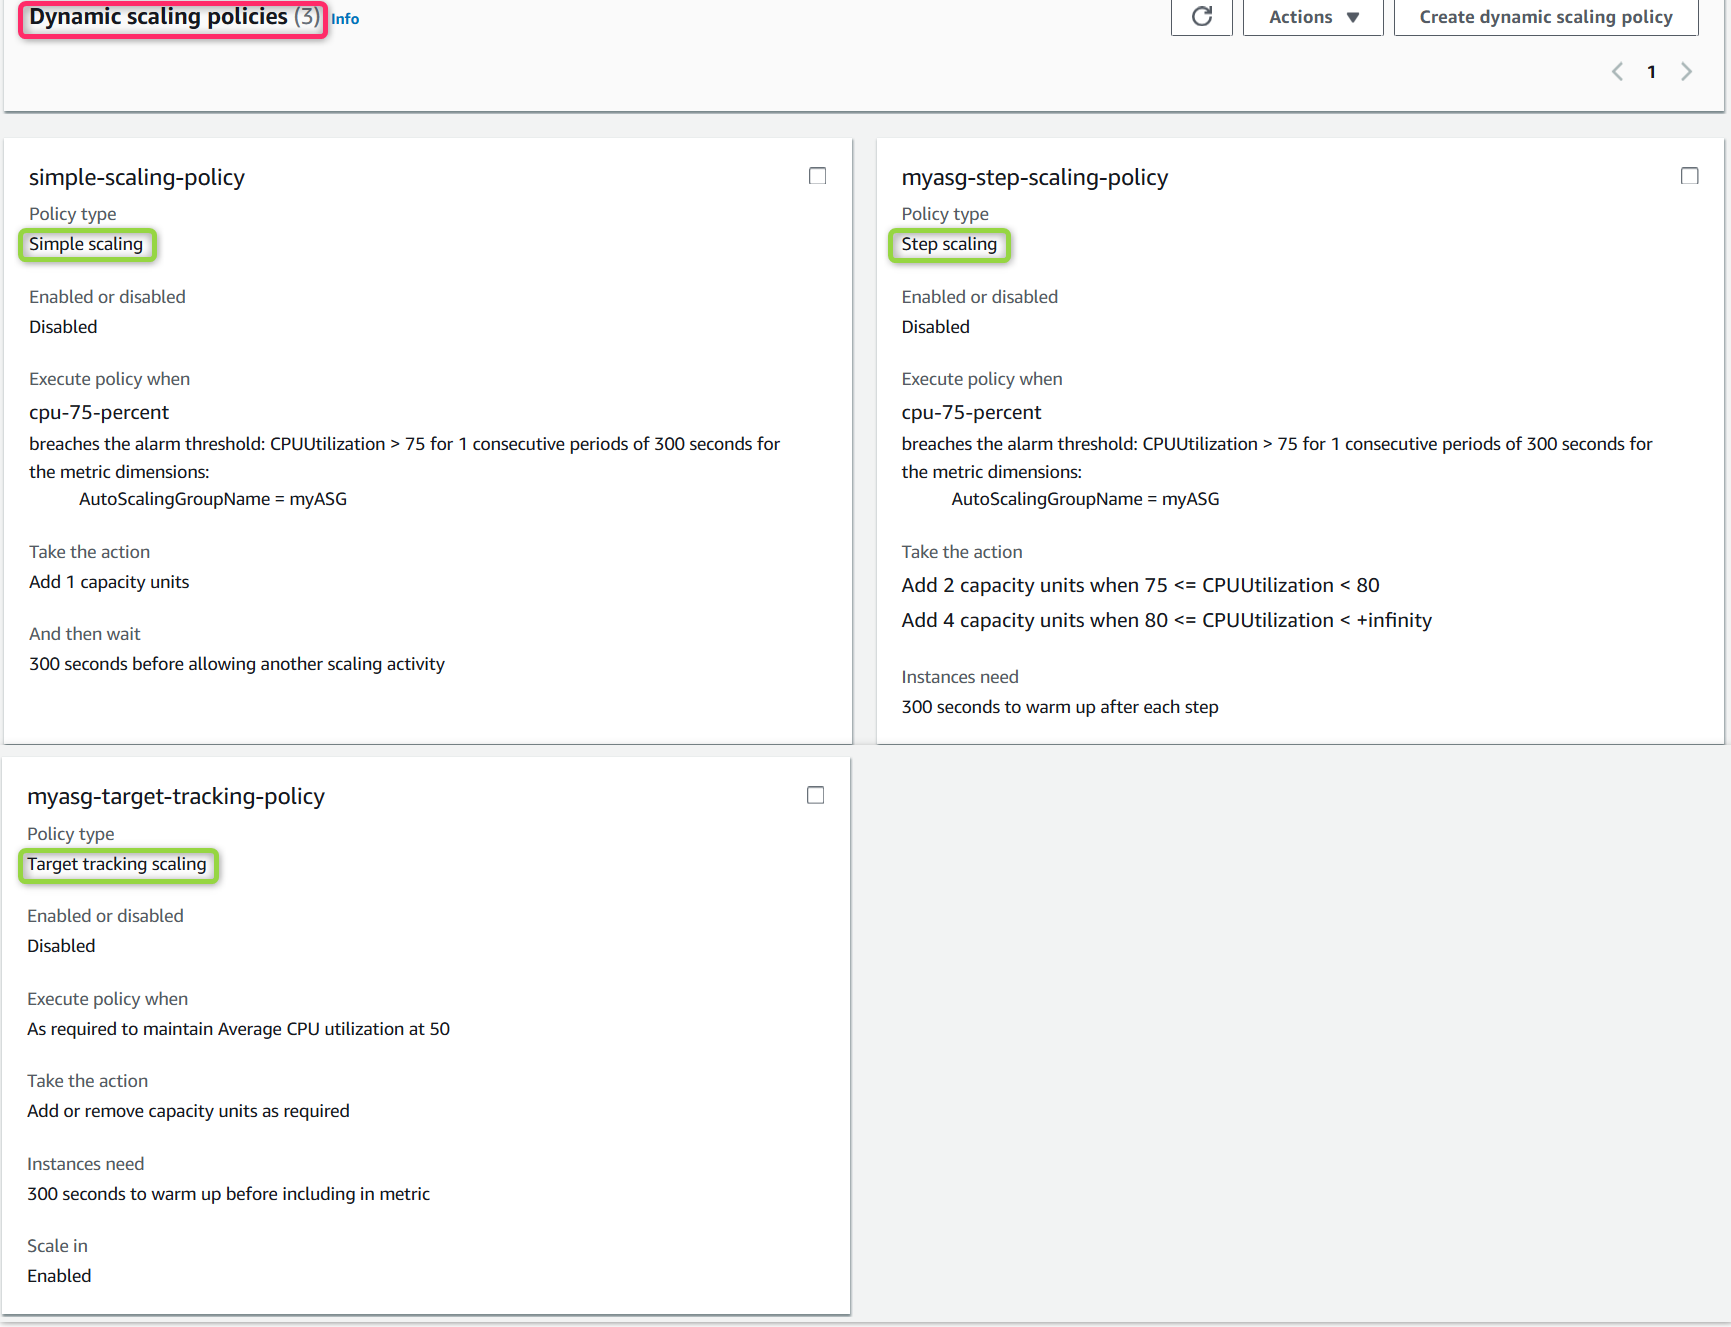 Dynamic scaling policies (3) Info
Actions
Create dynamic scaling policy
1
simple-scaling-policy
Policy type
Simple scaling
Enabled or disabled
Disabled
Execute policy when
cpu-75-percent
breaches the alarm threshold: CPUUtilization > 75 for 1 consecutive periods of 300 seconds for
the metric dimensions:
AutoScalingGroupName = myASG
Take the action
Add 1 capacity units
And then wait
300 seconds before allowing another scaling activity
myasg-step-scaling-policy
Policy type
Step scaling
Enabled or disabled
Disabled
Execute policy when
cpu-75-percent
breaches the alarm threshold: CPUUtilization > 75 for 1 consecutive periods of 300 seconds for
the metric dimensions:
AutoScalingGroupName = myASG
Take the action
Add 2 capacity units when 75 <= CPUUtilization < 80
Add 4 capacity units when 80 <= CPUUtilization < +infinity
Instances need
300 seconds to warm up after each step
myasg-target-tracking-policy
Policy type
Target tracking scaling
Enabled or disabled
Disabled
Execute policy when
As required to maintain Average CPU utilization at 50
Take the action
Add or remove capacity units as required
Instances need
300 seconds to warm up before including in metric
Scale in
Enabled